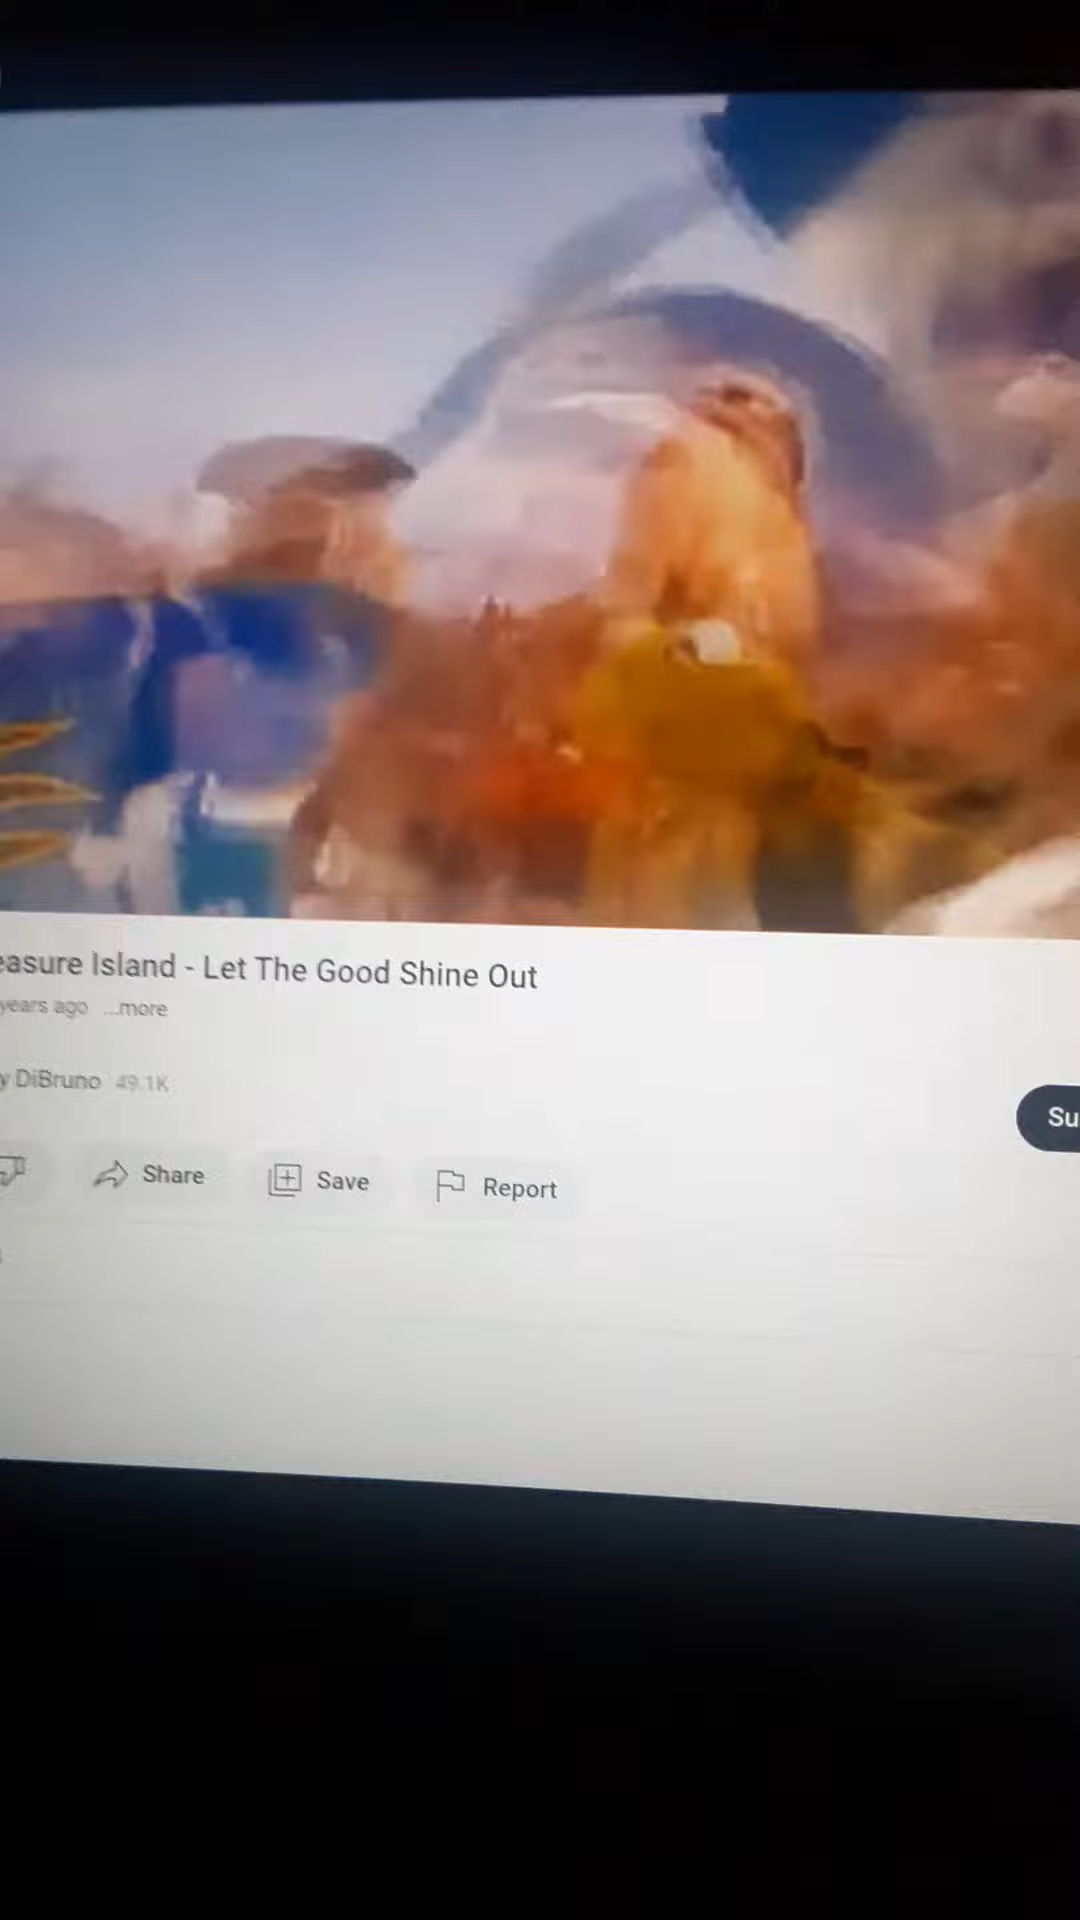 easure Island - Let The Good Shine Out
years ago ...more
y DiBruno 49.1K
Su
Share
Save
Report